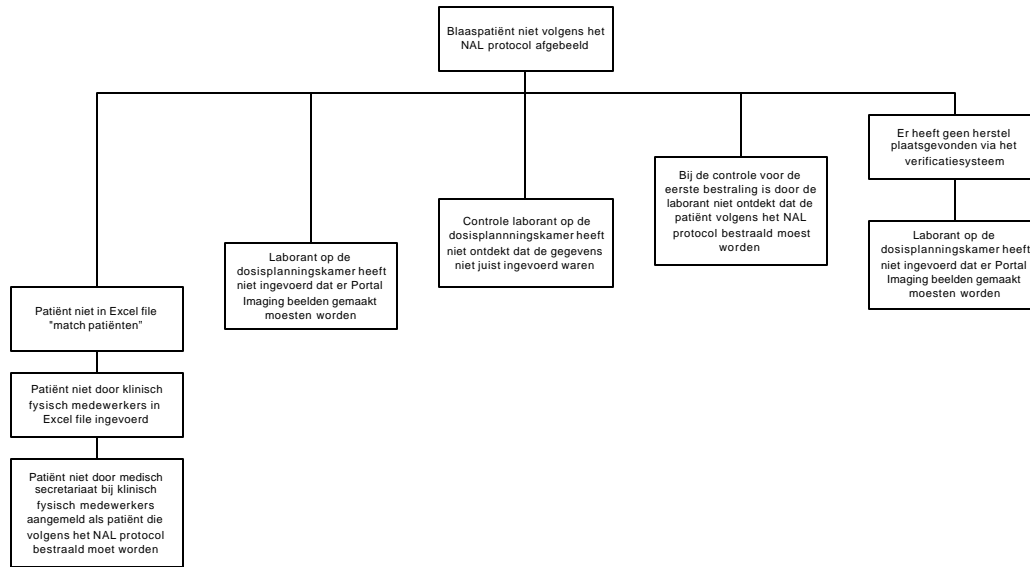 Blaaspatiënt niet volgens het
NAL protocol afgebeeld
Er heeft geen herstel
plaatsgevonden via het
verificatiesysteem
Bij de controle voor de
eerste bestraling is door de
laborant niet ontdekt dat de
patiënt volgens het NAL
protocol bestraald moest
worden
Controle laborant op de
dosisplannningskamer heeft
niet ontdekt dat de gegevens
niet juist ingevoerd waren
Laborant op de
dosisplanningskamer heeft
niet ingevoerd dat er Portal
Imaging beelden gemaakt
moesten worden
Laborant op de
dosisplanningskamer heeft
niet ingevoerd dat er Portal
Imaging beelden gemaakt
moesten worden
Patiënt niet in Excel file
"match patiënten"
Patiënt niet door klinisch
fysisch medewerkers in
Excel file ingevoerd
Patiënt niet door medisch
secretariaat bij klinisch
fysisch medewerkers
aangemeld als patiënt die
volgens het NAL protocol
bestraald moet worden